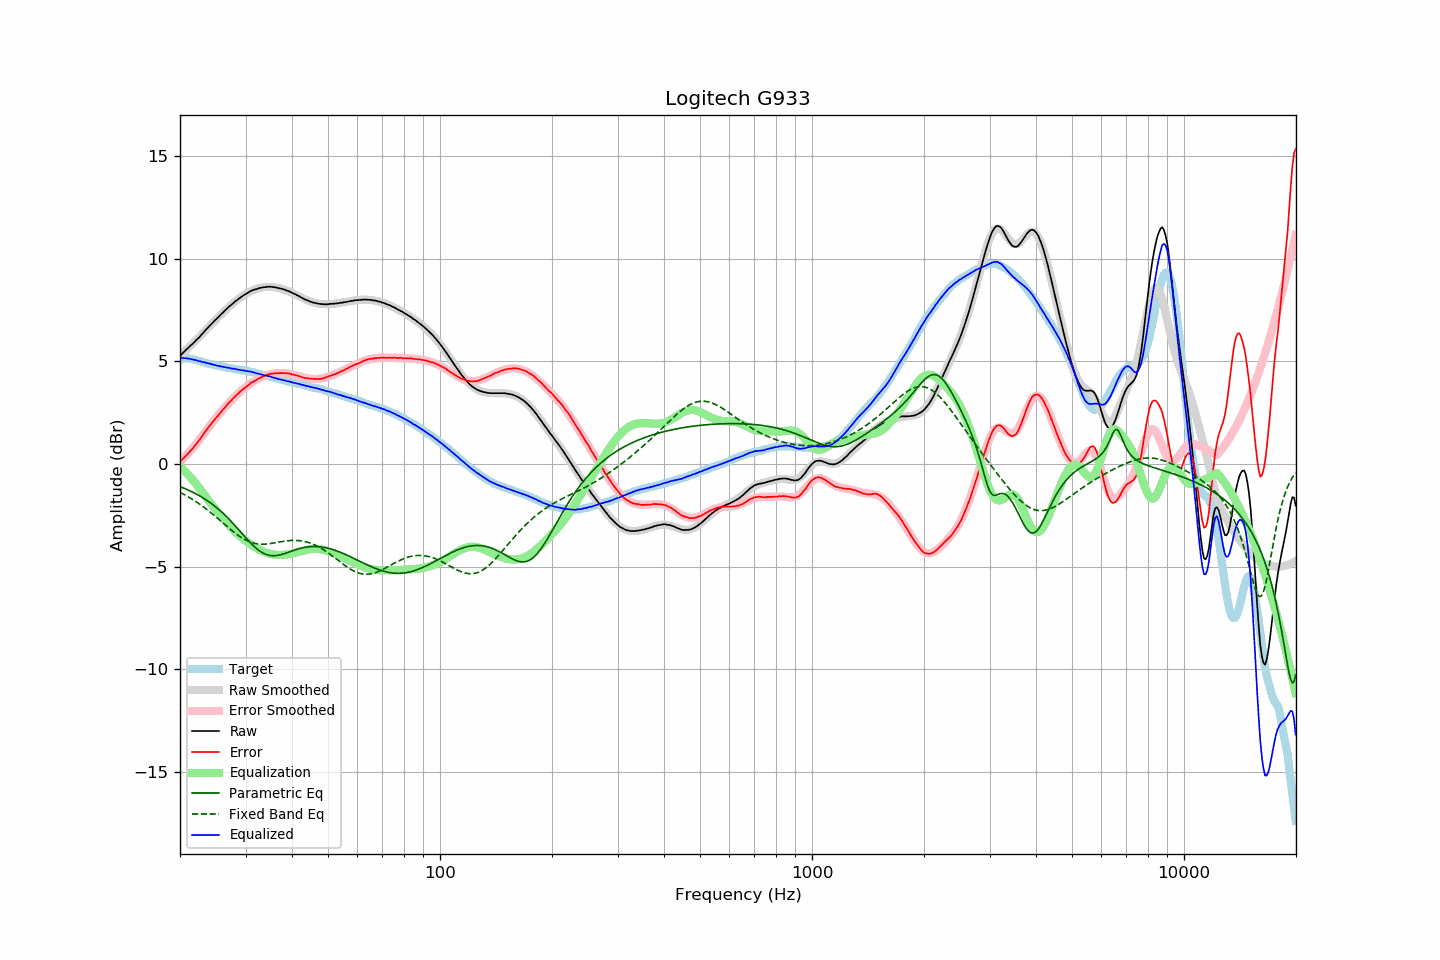 Logitech G933
Amplitude (dBr)
15
10
5
0
−5
−10
−15
Target
Raw Smoothed
Error Smoothed
Raw
Error
Equalization
Parametric Eq
Fixed Band Eq
Equalized
100
1000
10000
Frequency (Hz)